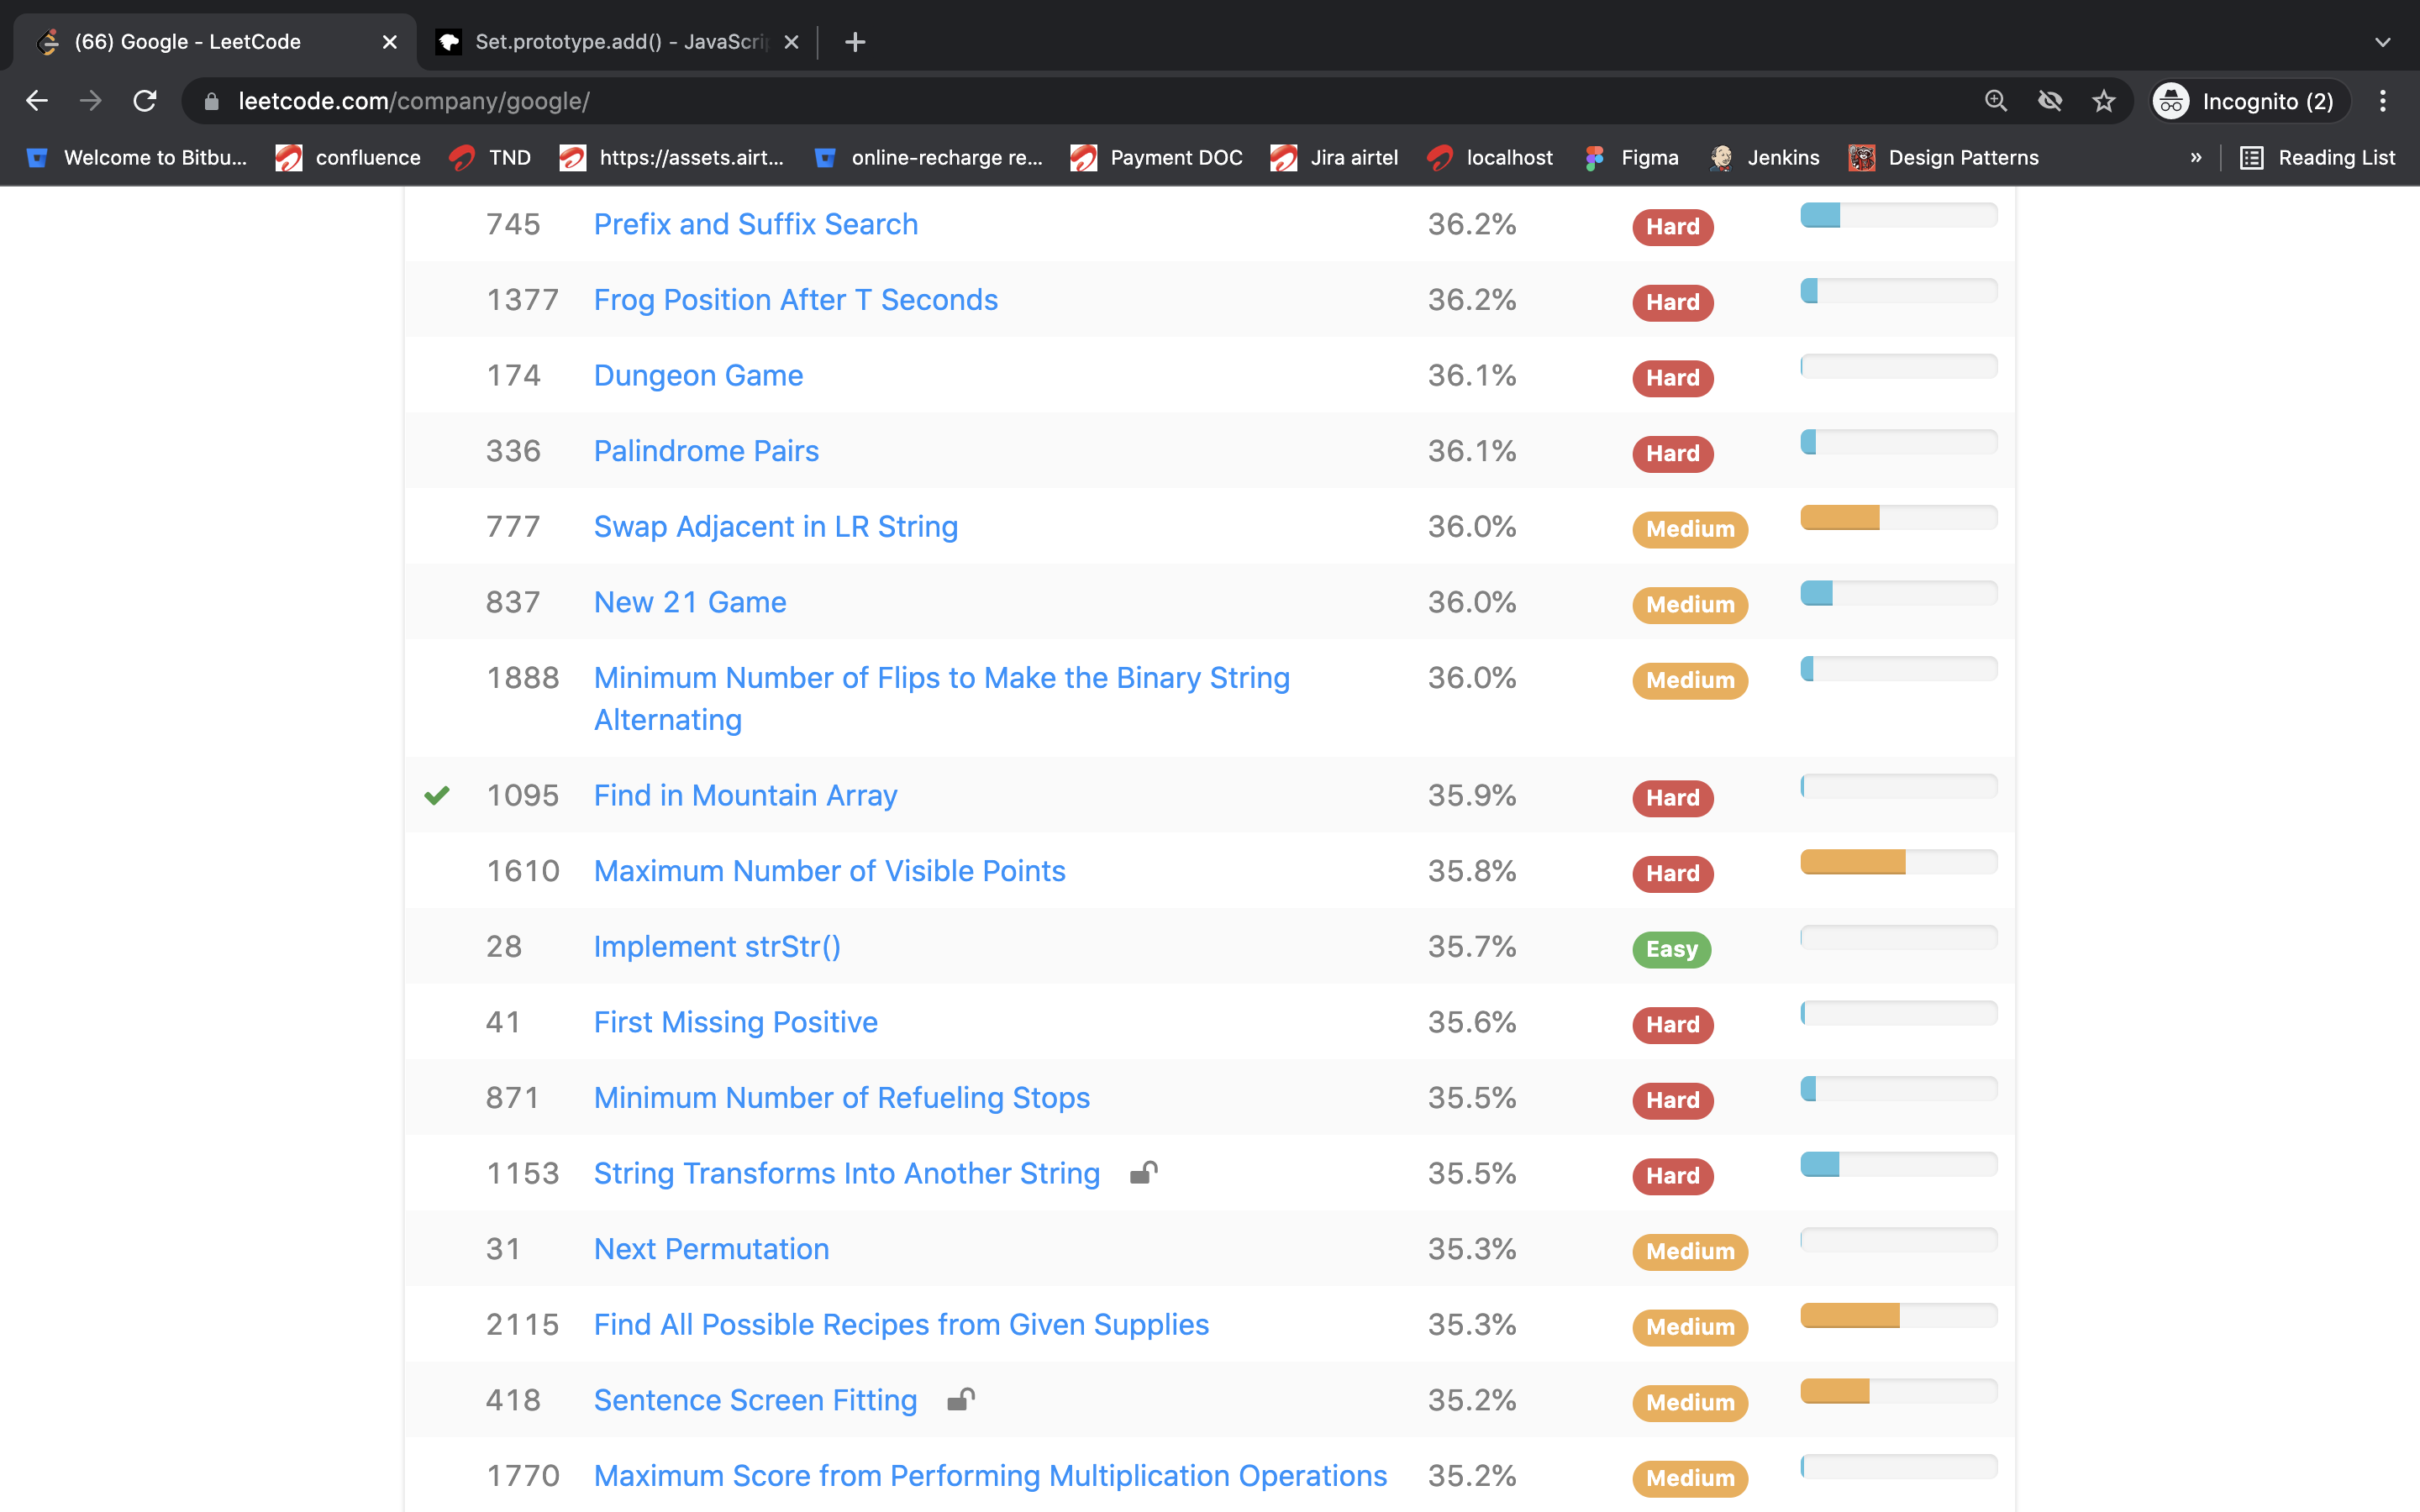 (66) Google - LeetCode
Set.prototype.add() - JavaScri
leetcode.com/company/google/
Incognito (2)
Welcome to Bitbu...
confluence
TND
https://assets.airt...
online-recharge re...
Payment DOC
Jira airtel
localhost
Figma
Jenkins
Design Patterns
»
Reading List
745 Prefix and Suffix Search 36.2% Hard
1377 Frog Position After T Seconds 36.2% Hard
174 Dungeon Game 36.1% Hard
336 Palindrome Pairs 36.1% Hard
777 Swap Adjacent in LR String 36.0% Medium
837 New 21 Game 36.0% Medium
1888 Minimum Number of Flips to Make the Binary String 36.0% Medium
Alternating
1095 Find in Mountain Array 35.9% Hard
1610 Maximum Number of Visible Points 35.8% Hard
28 Implement strStr() 35.7% Easy
41 First Missing Positive 35.6% Hard
871 Minimum Number of Refueling Stops 35.5% Hard
1153 String Transforms Into Another String 35.5% Hard
31 Next Permutation 35.3% Medium
2115 Find All Possible Recipes from Given Supplies 35.3% Medium
418 Sentence Screen Fitting 35.2% Medium
1770 Maximum Score from Performing Multiplication Operations 35.2% Medium